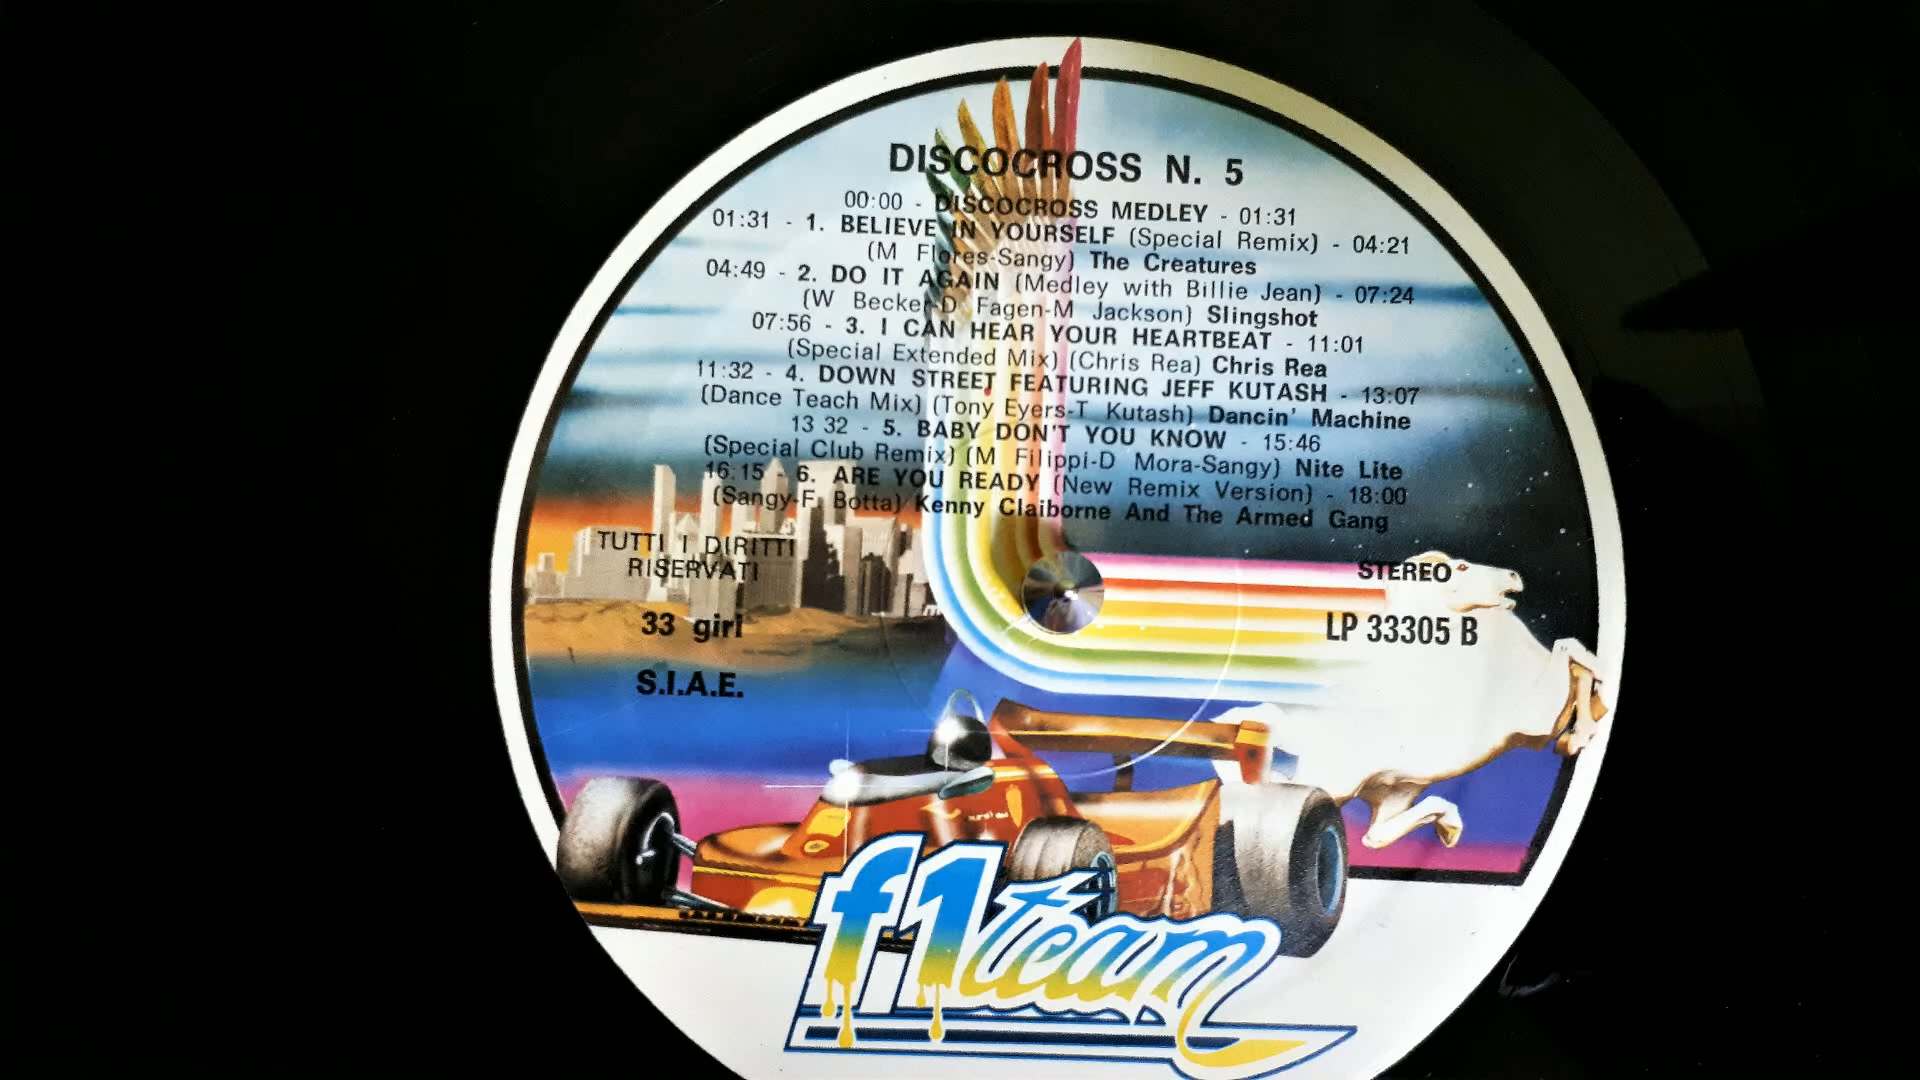 DISCOCROSS N. 5
00:00 - DISCOCROSS MEDLEY - 01:31
01:31 - 1. BELIEVE IN YOURSELF (Special Remix) - 04:21
(M Flores-Sangy) The Creatures
04:49 - 2. DO IT AGAIN (Medley with Billie Jean) - 07:24
(W Becker-D Fagen-M Jackson) Slingshot
07:56 - 3. I CAN HEAR YOUR HEARTBEAT - 11:01
(Special Extended Mix) (Chris Rea) Chris Rea
11:32 - 4. DOWN STREET FEATURING JEFF KUTASH - 13:07
(Dance Teach Mix) (Tony Eyers-T Kutash) Dancin' Machine
13 32 - 5. BABY DON'T YOU KNOW - 15:46
(Special Club Remix) (M Filippi-D Mora-Sangy) Nite Lite
16:15 - 6. ARE YOU READY (New Remix Version) - 18:00
(Sangy-F. Botta) Kenny Claiborne And The Armed Gang
TUTTI I DIRITTI
RISERVATI
STEREO
33 giri
LP 33305 B
S.I.A.E.
f1 team